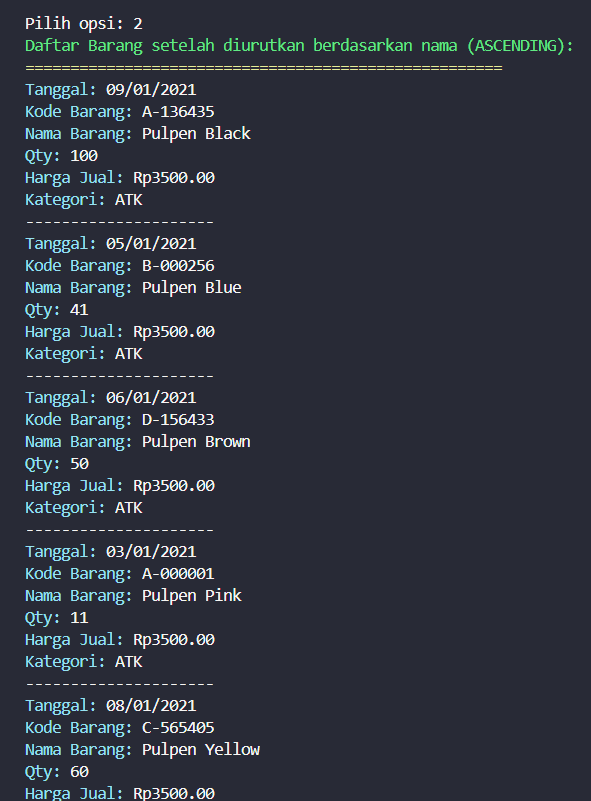 Pilih opsi: 2
Daftar Barang setelah diurutkan berdasarkan nama (ASCENDING):
=====================================================
Tanggal: 09/01/2021
Kode Barang: A-136435
Nama Barang: Pulpen Black
Qty: 100
Harga Jual: Rp3500.00
Kategori: ATK
---------------------
Tanggal: 05/01/2021
Kode Barang: B-000256
Nama Barang: Pulpen Blue
Qty: 41
Harga Jual: Rp3500.00
Kategori: ATK
---------------------
Tanggal: 06/01/2021
Kode Barang: D-156433
Nama Barang: Pulpen Brown
Qty: 50
Harga Jual: Rp3500.00
Kategori: ATK
---------------------
Tanggal: 03/01/2021
Kode Barang: A-000001
Nama Barang: Pulpen Pink
Qty: 11
Harga Jual: Rp3500.00
Kategori: ATK
---------------------
Tanggal: 08/01/2021
Kode Barang: C-565405
Nama Barang: Pulpen Yellow
Qty: 60
Harga Jual: Rp3500.00